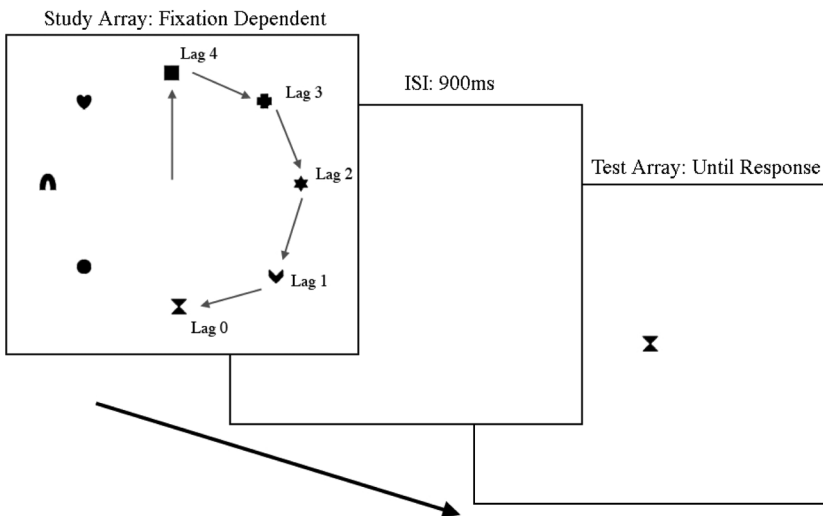 Study Array: Fixation Dependent
Lag 4
Lag 3
Lag 2
Lag 1
Lag 0
ISI: 900ms
Test Array: Until Response